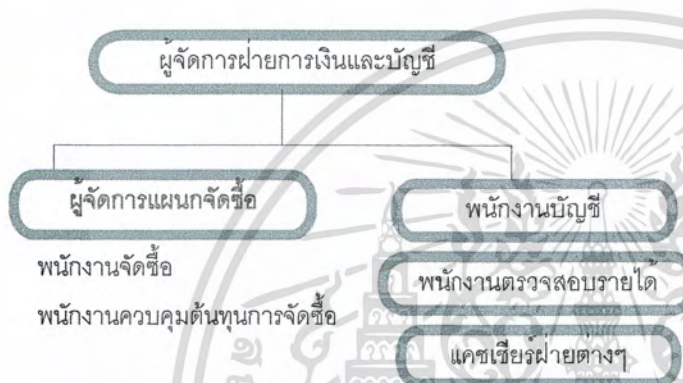 ผู้จัดการฝ่ายการเงินและบัญชี
ผู้จัดการแผนกจัดซื้อ
พนักงานจัดซื้อ
พนักงานควบคุมต้นทุนการจัดซื้อ
พนักงานบัญชี
พนักงานตรวจสอบรายได้
แคชเชียร์ฝ่ายตางๆ